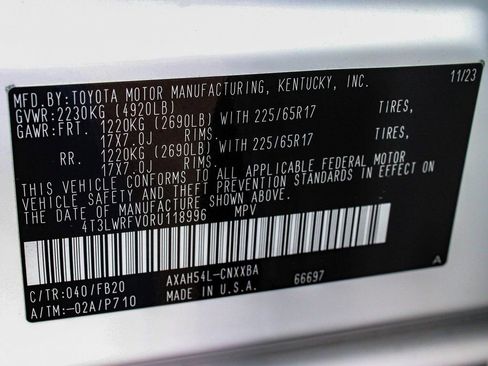 MFD.BY:TOYOTA MOTOR MANUFACTURING, KENTUCKY, INC. 11/23
GVWR:2230KG (4920LB)
GAWR:FRT. 1220KG (2690LB) WITH 225/65R17 TIRES,
17X7.0J RIMS,
RR. 1220KG (2690LB) WITH 225/65R17 TIRES,
17X7.0J RIMS.
THIS VEHICLE CONFORMS TO ALL APPLICABLE FEDERAL MOTOR
VEHICLE SAFETY AND THEFT PREVENTION STANDARDS IN EFFECT ON
THE DATE OF MANUFACTURE SHOWN ABOVE.
4T3LWRFV0RU118996 MPV
C/TR:040/FB20 AXAH54L-CNXXBA
A/TM:-02A/P710 MADE IN U.S.A. 66697 A